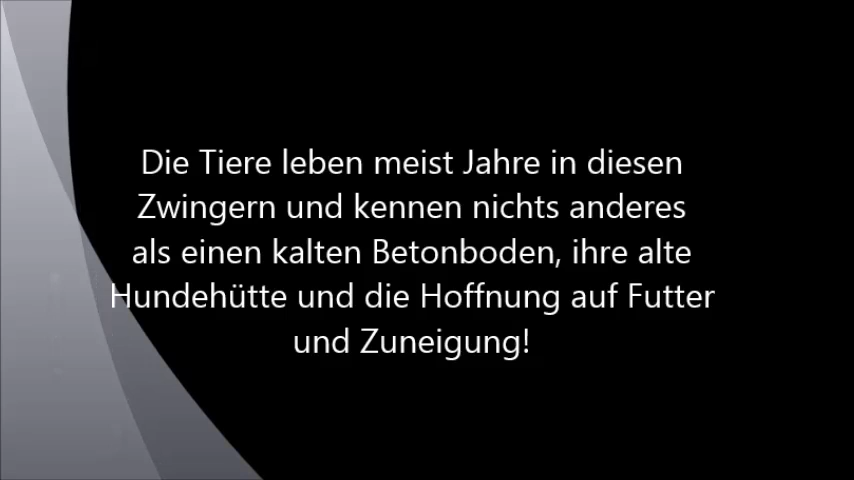 Die Tiere leben meist Jahre in diesen
Zwingern und kennen nichts anderes
als einen kalten Betonboden, ihre alte
Hundehütte und die Hoffnung auf Futter
und Zuneigung!